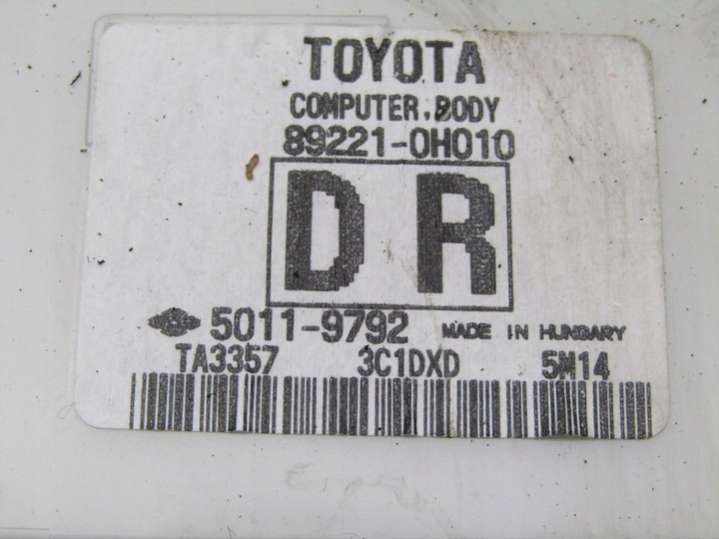 TOYOTA
COMPUTER, BODY
89221-0H010
DR
5011-9792 MADE IN HUNGARY
TA3357 3C1DXD 5M14